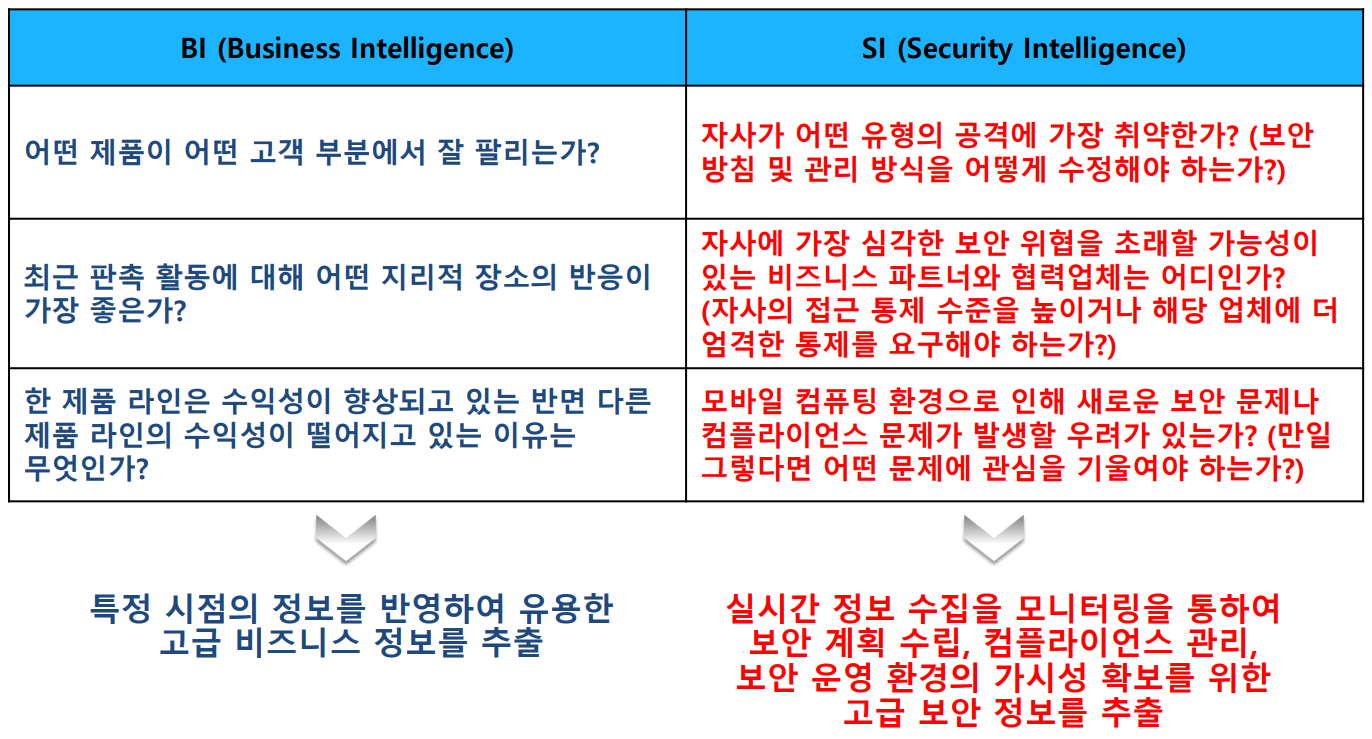 BI (Business Intelligence)
SI (Security Intelligence)
어떤 제품이 어떤 고객 부분에서 잘 팔리는가?
자사가 어떤 유형의 공격에 가장 취약한가? (보안
방침 및 관리 방식을 어떻게 수정해야 하는가?)
최근 판촉 활동에 대해 어떤 지리적 장소의 반응이
가장 좋은가?
자사에 가장 심각한 보안 위협을 초래할 가능성이
있는 비즈니스 파트너와 협력업체는 어디인가?
(자사의 접근 통제 수준을 높이거나 해당 업체에 더
엄격한 통제를 요구해야 하는가?)
한 제품 라인은 수익성이 향상되고 있는 반면 다른
제품 라인의 수익성이 떨어지고 있는 이유는
무엇인가?
모바일 컴퓨팅 환경으로 인해 새로운 보안 문제나
컴플라이언스 문제가 발생할 우려가 있는가? (만일
그렇다면 어떤 문제에 관심을 기울여야 하는가?)
특정 시점의 정보를 반영하여 유용한
고급 비즈니스 정보를 추출
실시간 정보 수집을 모니터링을 통하여
보안 계획 수립, 컴플라이언스 관리,
보안 운영 환경의 가시성 확보를 위한
고급 보안 정보를 추출